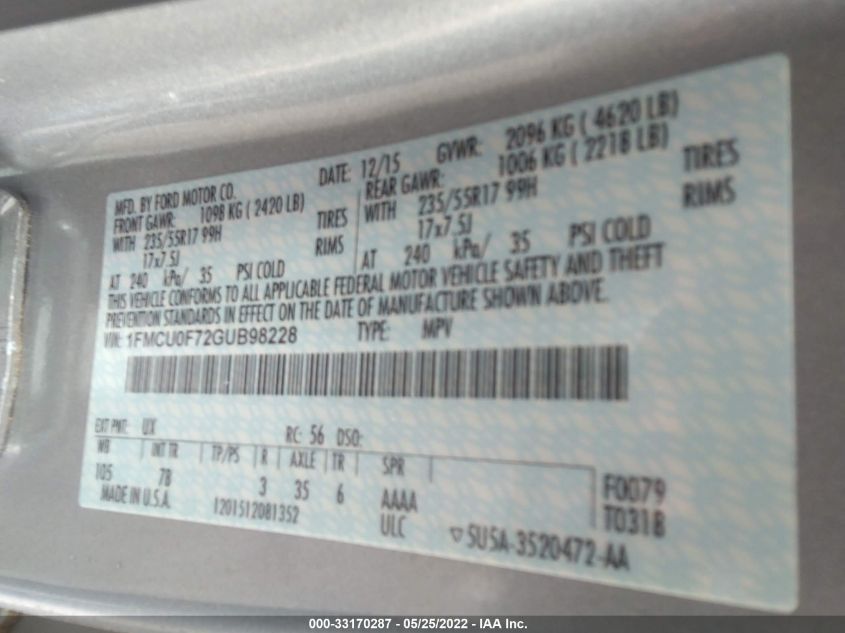 MFD. BY FORD MOTOR CO.
DATE: 12/15 GVWR: 2096 KG ( 4620 LB)
FRONT GAWR: 1098 KG ( 2420 LB)
REAR GAWR: 1006 KG ( 2218 LB)
WITH 235/55R17 99H TIRES
WITH 235/55R17 99H TIRES
17x7.5J RIMS
17x7.5J RIMS
AT 240 kPa/ 35 PSI COLD
AT 240 kPa/ 35 PSI COLD
THIS VEHICLE CONFORMS TO ALL APPLICABLE FEDERAL MOTOR VEHICLE SAFETY AND THEFT
PREVENTION STANDARDS IN EFFECT ON THE DATE OF MANUFACTURE SHOWN ABOVE.
VIN: 1FMCU0F72GUB98228 TYPE: MPV
EXT PNT: UX RC: 56 DSO:
WB INT TR TP/PS R AXLE TR SPR
105 7B 3 35 6 AAAA F0079
MADE IN U.S.A. 1201512081352 ULC T0318
▽5U5A-3520472-AA
000-33170287 - 05/25/2022 - IAA Inc.